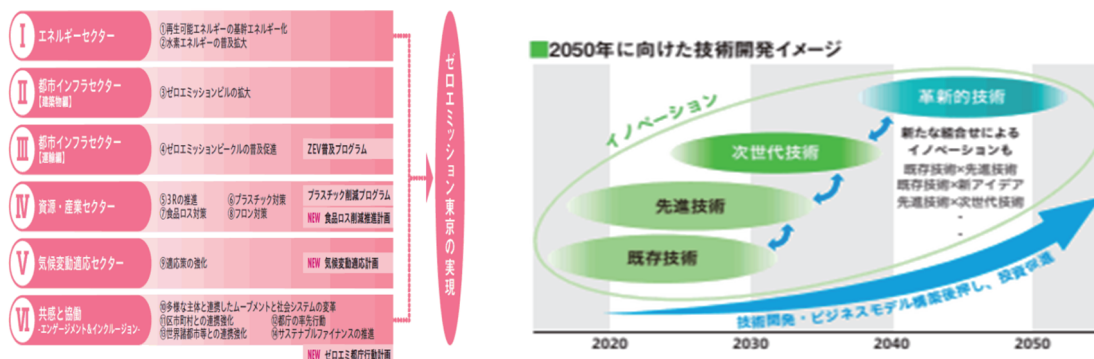 Ⅰ エネルギーセクター
①再生可能エネルギーの基幹エネルギー化
②水素エネルギーの普及拡大
Ⅱ 都市インフラセクター
【建築物編】
③ゼロエミッションビルの拡大
Ⅲ 都市インフラセクター
【運輸編】
④ゼロエミッションビークルの普及促進
ZEV普及プログラム
Ⅳ 資源・産業セクター
⑤3Rの推進 ⑥プラスチック対策
⑦食品ロス対策 ⑧フロン対策
プラスチック削減プログラム
NEW 食品ロス削減推進計画
Ⅴ 気候変動適応セクター
⑨適応策の強化
NEW 気候変動適応計画
Ⅵ 共感と協働
-エンゲージメント&インクルージョン-
⑩多様な主体と連携したムーブメントと社会システムの変革
⑪区市町村との連携強化 ⑫都庁の率先行動
⑬世界諸都市等との連携強化 ⑭サステナブルファイナンスの推進
NEW ゼロエミ都庁行動計画
ゼロエミッション東京の実現
■2050年に向けた技術開発イメージ
イノベーション
革新的技術
次世代技術
先進技術
既存技術
新たな組合せによる
イノベーションも
既存技術×先進技術
既存技術×新アイデア
先進技術×次世代技術
-
-
技術開発・ビジネスモデル構築後押し、投資促進
2020 2030 2040 2050